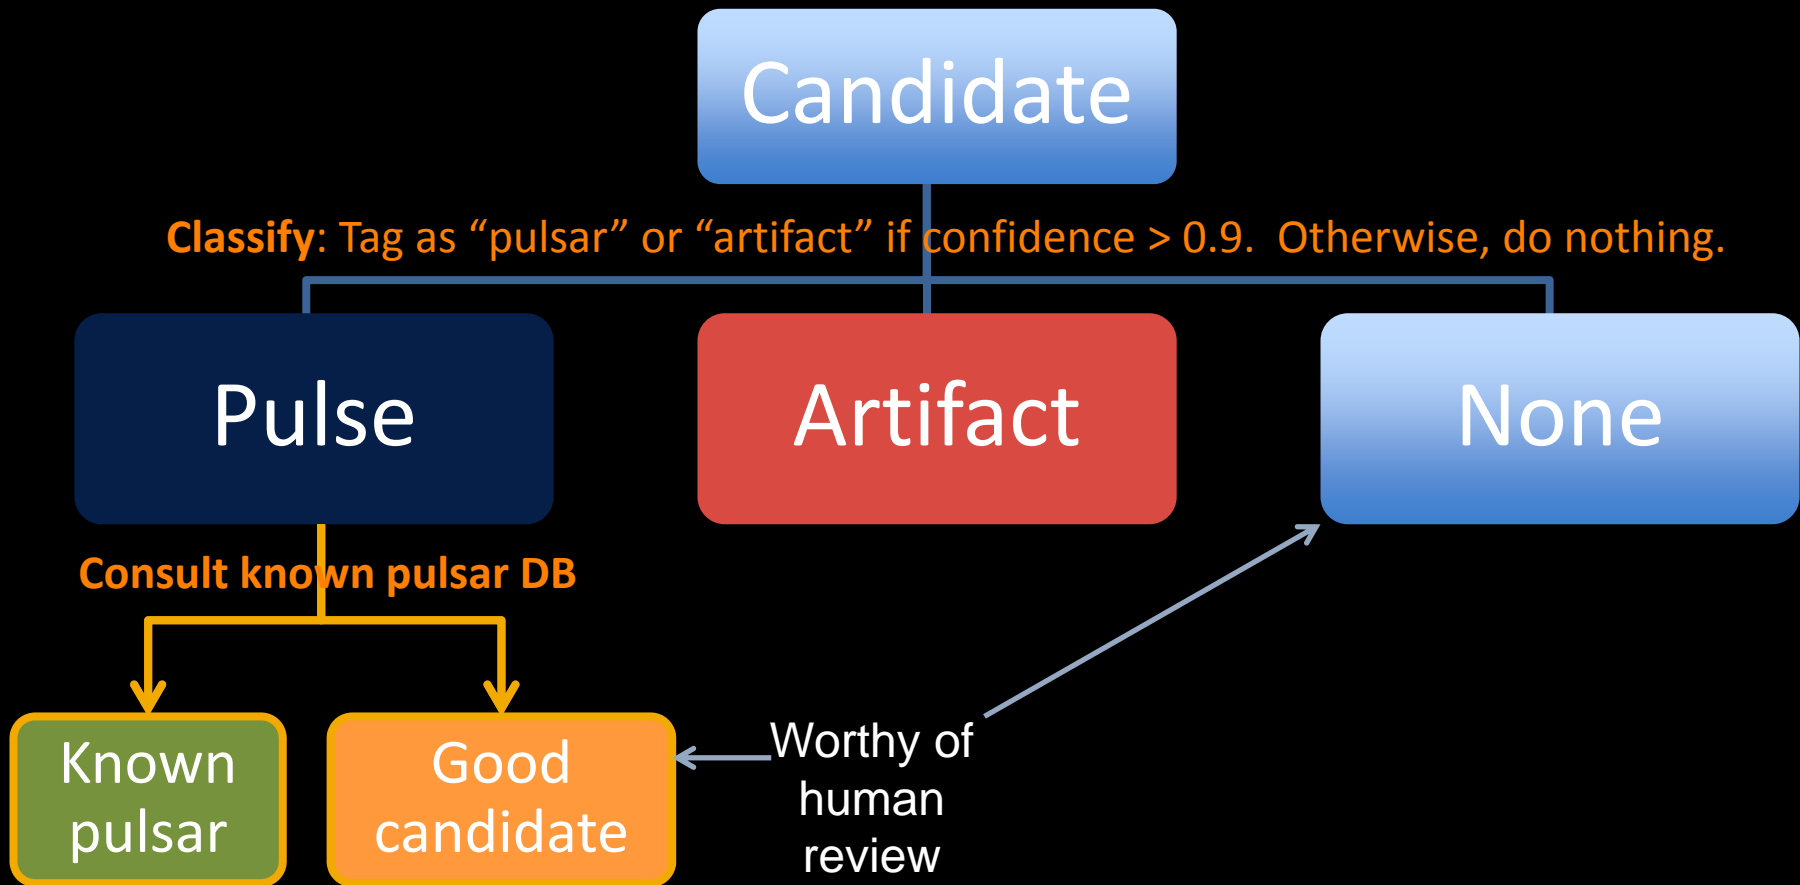 Candidate
Classify: Tag as “pulsar” or “artifact” if confidence > 0.9.  Otherwise, do nothing.
Pulse
Artifact
None
Consult known pulsar DB
Known
pulsar
Good
candidate
Worthy of
human
review